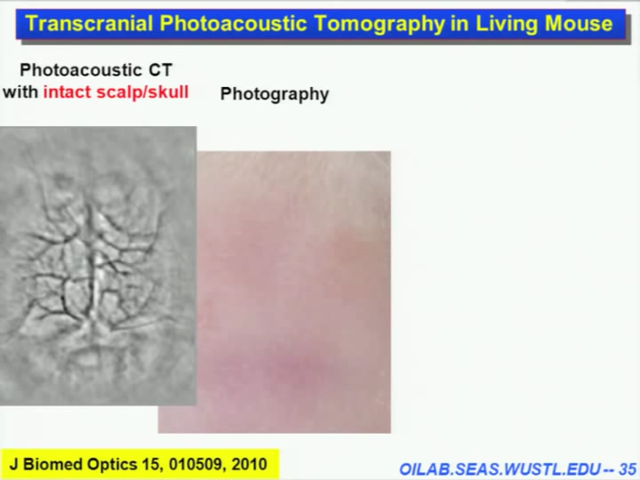 Transcranial Photoacoustic Tomography in Living Mouse
Photoacoustic CT
with intact scalp/skull
Photography
J Biomed Optics 15, 010509, 2010
OILAB.SEAS.WUSTL.EDU -- 35